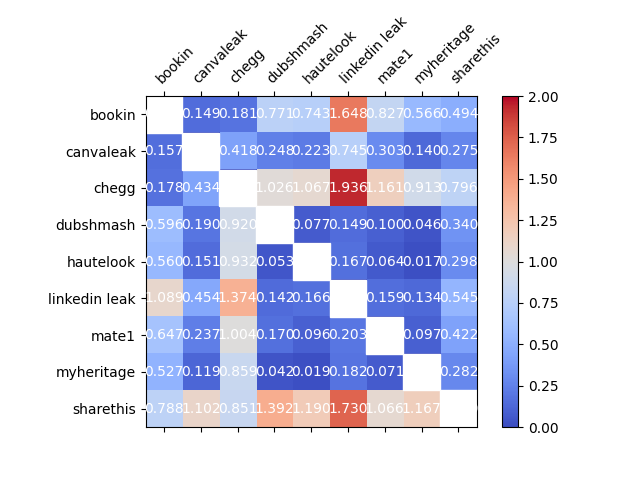 bookin canvaleak chegg dubshmash hautelook linkedin leak mate1 myheritage sharethis
bookin 0.149 0.181 0.771 0.743 1.648 0.827 0.566 0.494
canvaleak 0.157 0.418 0.248 0.223 0.745 0.303 0.140 0.275
chegg 0.178 0.434 1.026 1.067 1.936 1.161 0.913 0.796
dubshmash 0.596 0.190 0.920 0.077 0.149 0.100 0.046 0.340
hautelook 0.560 0.151 0.932 0.053 0.167 0.064 0.017 0.298
linkedin leak 1.089 0.454 1.374 0.142 0.166 0.159 0.134 0.545
mate1 0.647 0.237 1.004 0.170 0.096 0.203 0.097 0.422
myheritage 0.527 0.119 0.859 0.042 0.019 0.182 0.071 0.282
sharethis 0.788 1.102 0.851 1.392 1.190 1.730 1.066 1.167
2.00
1.75
1.50
1.25
1.00
0.75
0.50
0.25
0.00